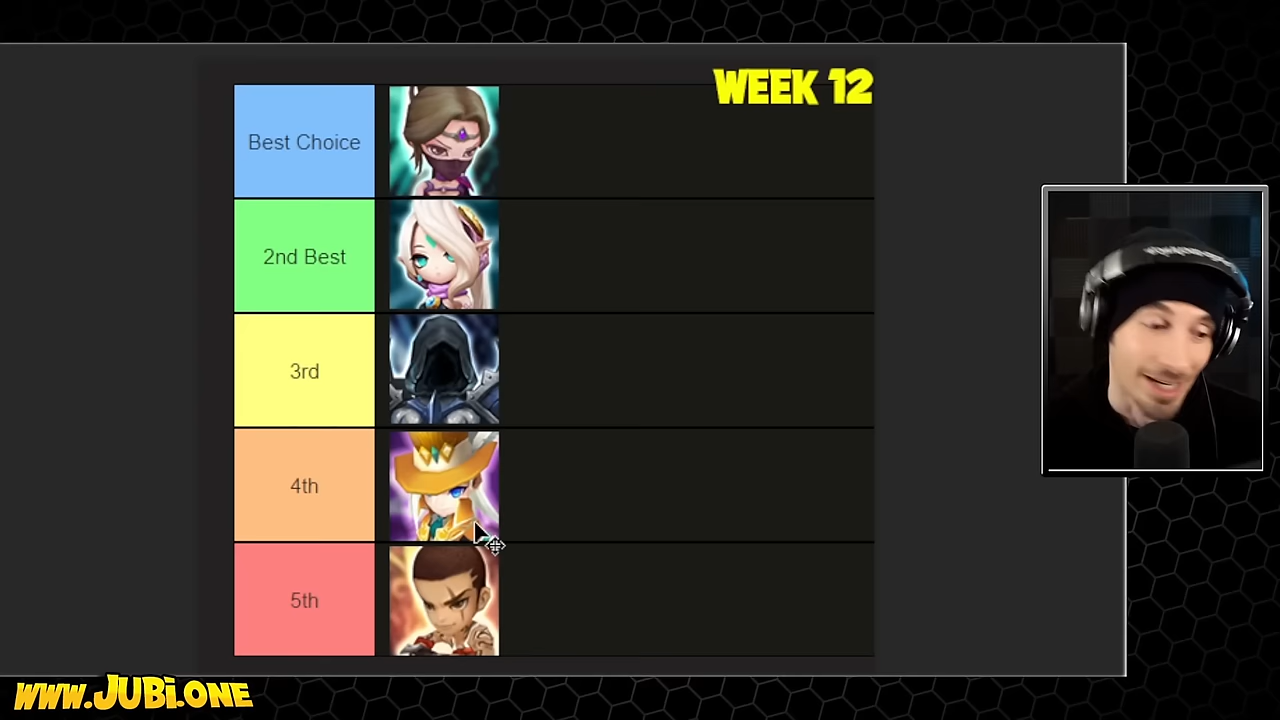 WEEK 12
Best Choice
2nd Best
3rd
4th
5th
WWW.JUBI.ONE